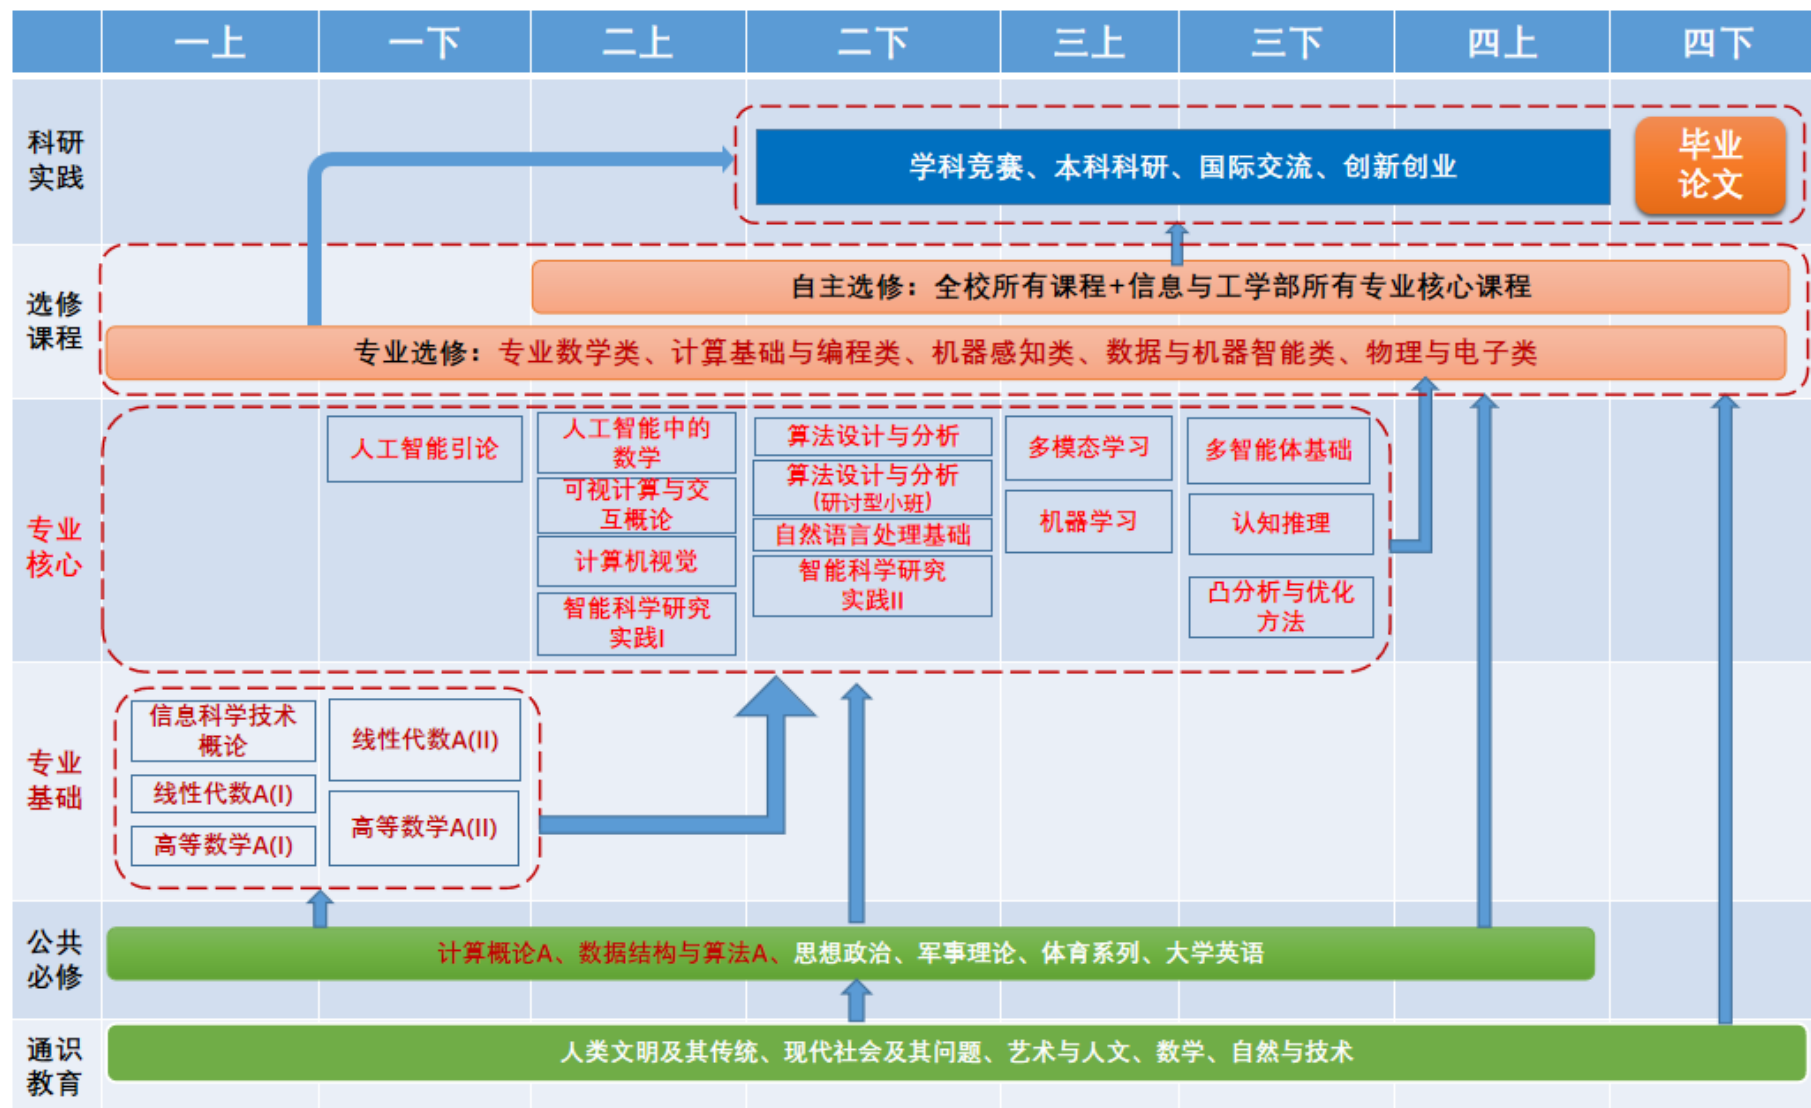 一上
一下
二上
二下
三上
三下
四上
四下
科研
实践
学科竞赛、本科科研、国际交流、创新创业
毕业
论文
选修
课程
自主选修：全校所有课程+信息与工学部所有专业核心课程
专业选修：专业数学类、计算基础与编程类、机器感知类、数据与机器智能类、物理与电子类
专业
核心
人工智能引论
人工智能中的
数学
可视计算与交
互概论
计算机视觉
智能科学研究
实践I
算法设计与分析
算法设计与分析
(研讨型小班)
自然语言处理基础
智能科学研究
实践II
多模态学习
机器学习
多智能体基础
认知推理
凸分析与优化
方法
专业
基础
信息科学技术
概论
线性代数A(I)
高等数学A(I)
线性代数A(II)
高等数学A(II)
公共
必修
计算概论A、数据结构与算法A、思想政治、军事理论、体育系列、大学英语
通识
教育
人类文明及其传统、现代社会及其问题、艺术与人文、数学、自然与技术